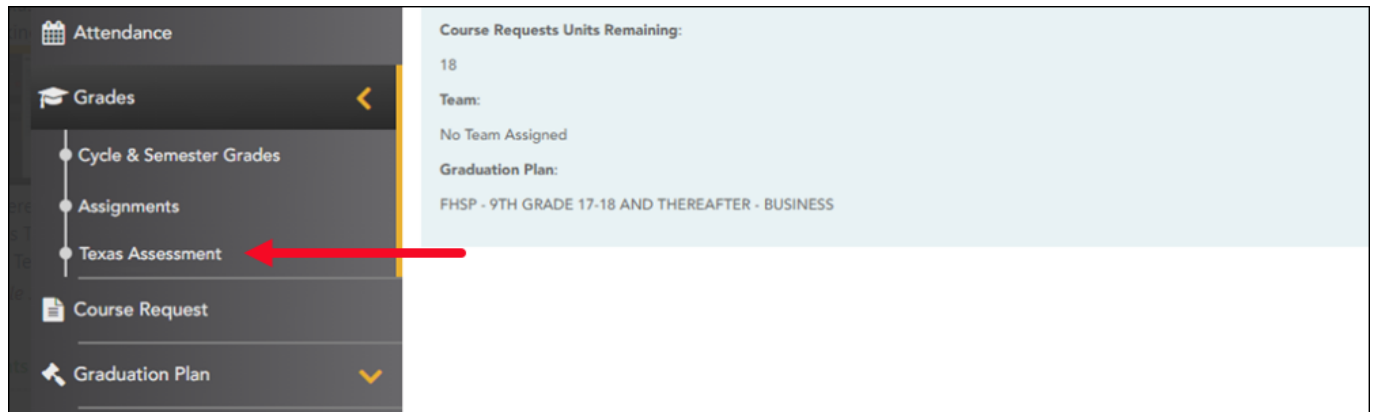 Attendance
Grades
Cycle & Semester Grades
Assignments
Texas Assessment
Course Request
Graduation Plan
Course Requests Units Remaining:
18
Team:
No Team Assigned
Graduation Plan:
FHSP - 9TH GRADE 17-18 AND THEREAFTER - BUSINESS